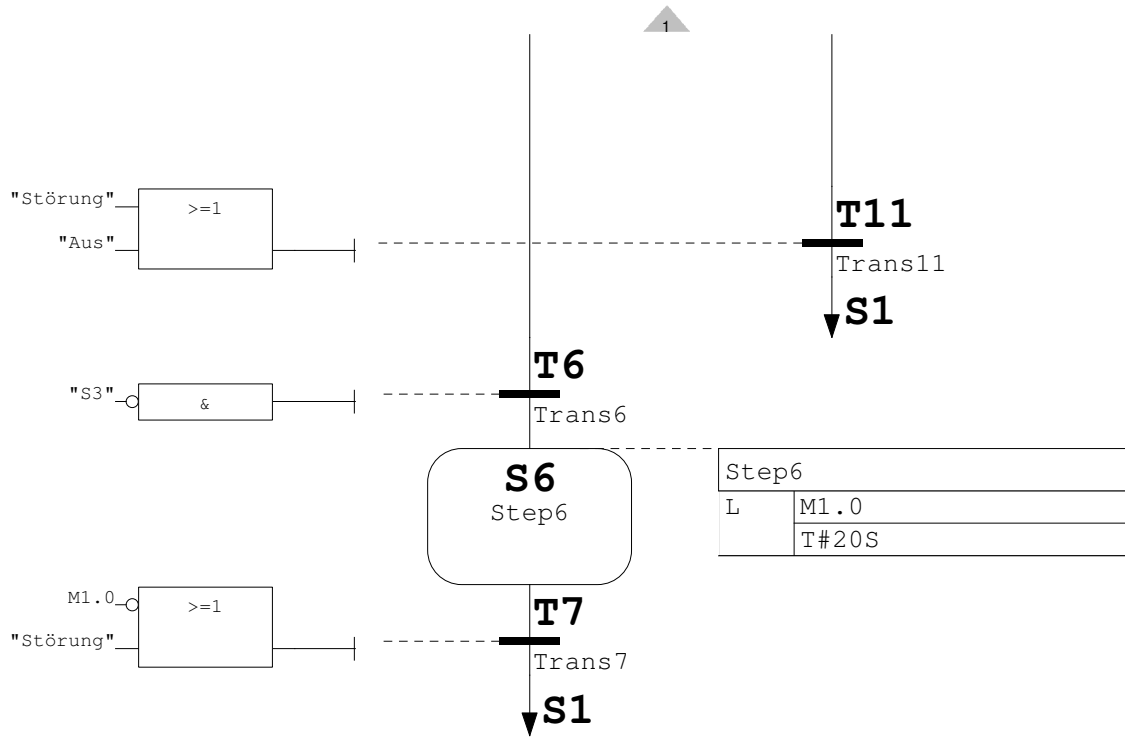 1
"Störung"
>=1
"Aus"
T11
Trans11
S1
T6
"S3"
&
Trans6
S6
Step6
Step6
L M1.0
T#20S
M1.0
>=1
"Störung"
T7
Trans7
S1